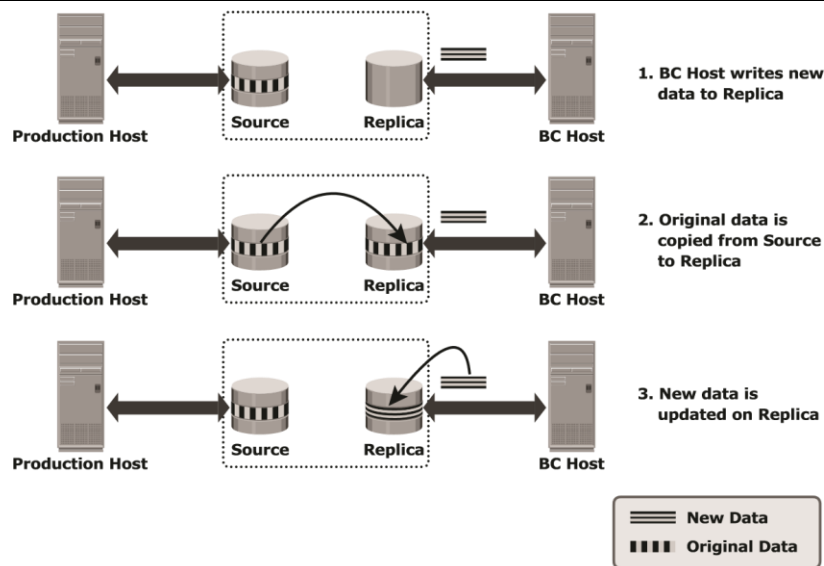 1. BC Host writes new
data to Replica
Source
Replica
Production Host
BC Host
2. Original data is
copied from Source
to Replica
Source
Replica
Production Host
BC Host
3. New data is
updated on Replica
Source
Replica
Production Host
BC Host
New Data
Original Data